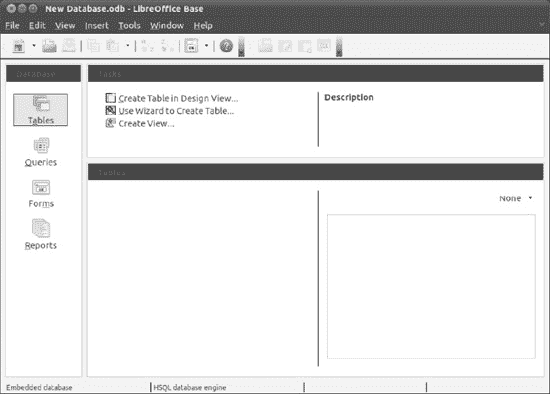 New Database.odb - LibreOffice Base
File Edit View Insert Tools Window Help
Database
Tables
Queries
Forms
Reports
Tasks
Create Table in Design View...
Use Wizard to Create Table...
Create View...
Description
Tables
None
Embedded database
HSQL database engine